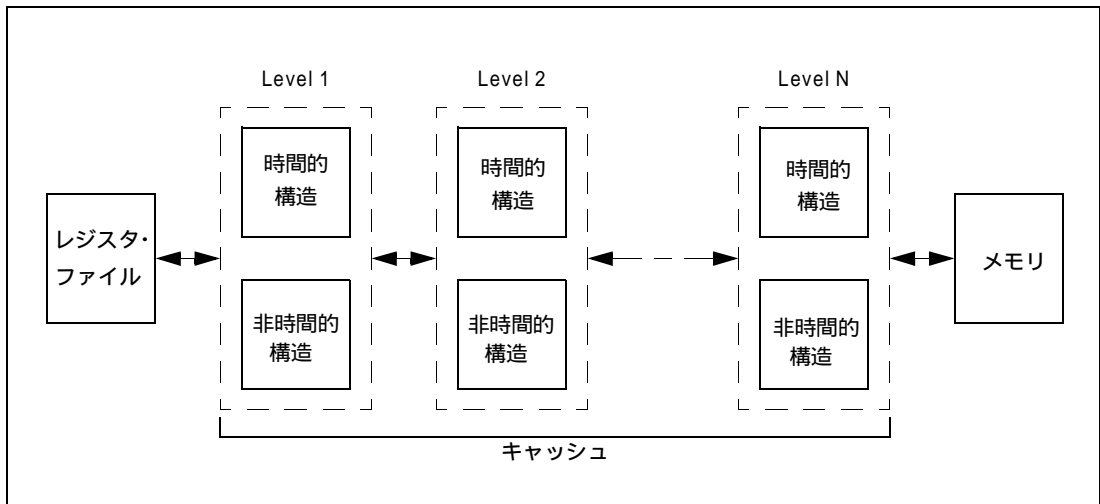 Level 1
Level 2
Level N
時間的
構造
時間的
構造
時間的
構造
レジスタ・
ファイル
メモリ
非時間的
構造
非時間的
構造
非時間的
構造
キャッシュ